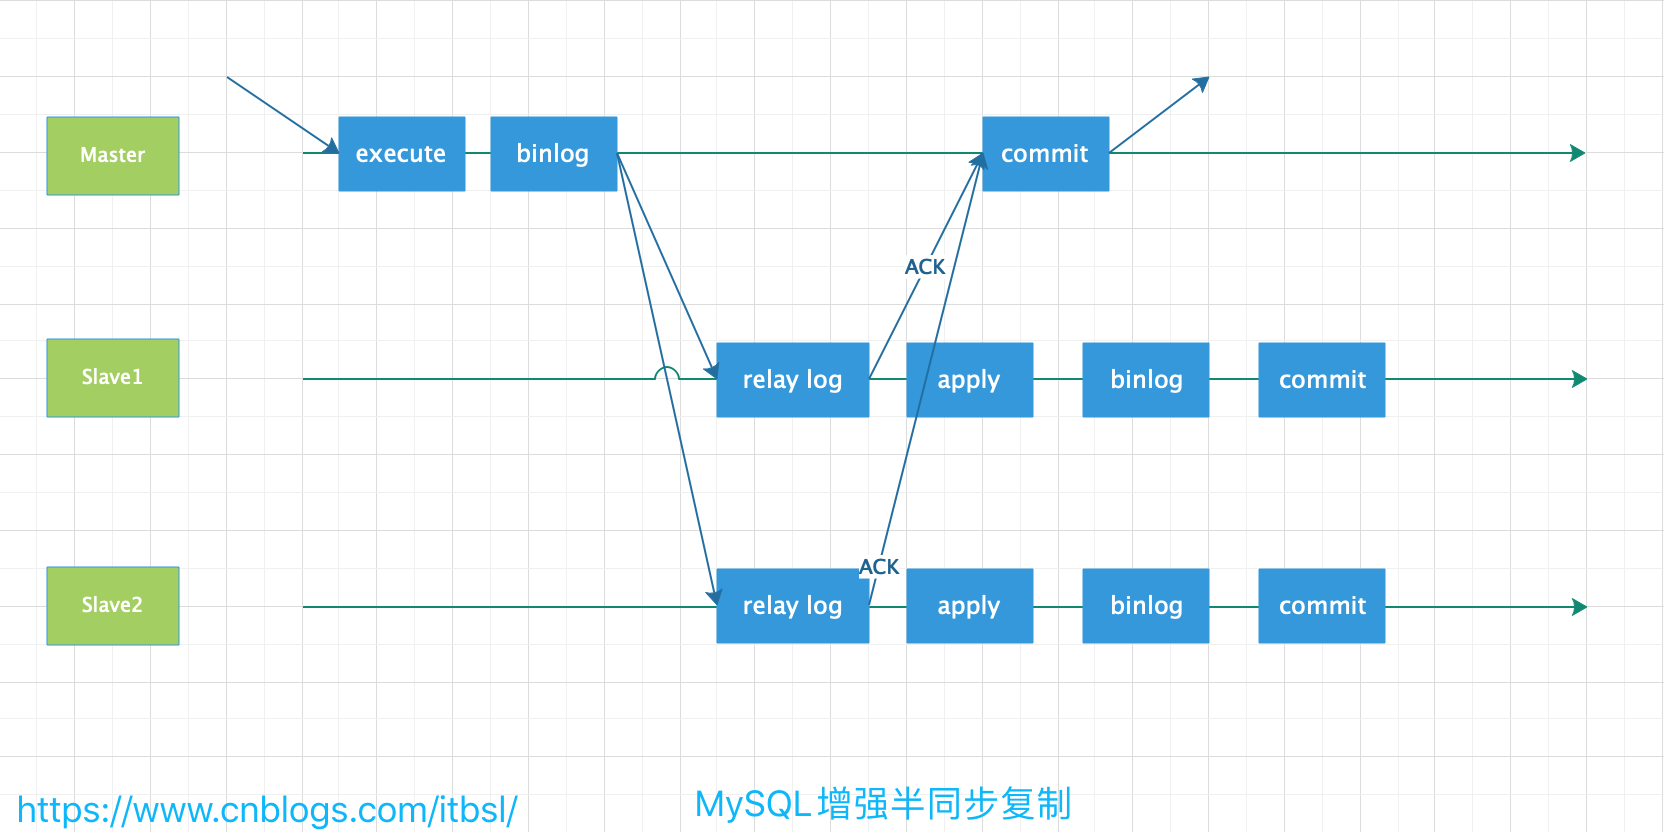 Master
execute
binlog
commit
ACK
Slave1
relay log
apply
binlog
commit
ACK
Slave2
relay log
apply
binlog
commit
https://www.cnblogs.com/itbsl/
MySQL增强半同步复制